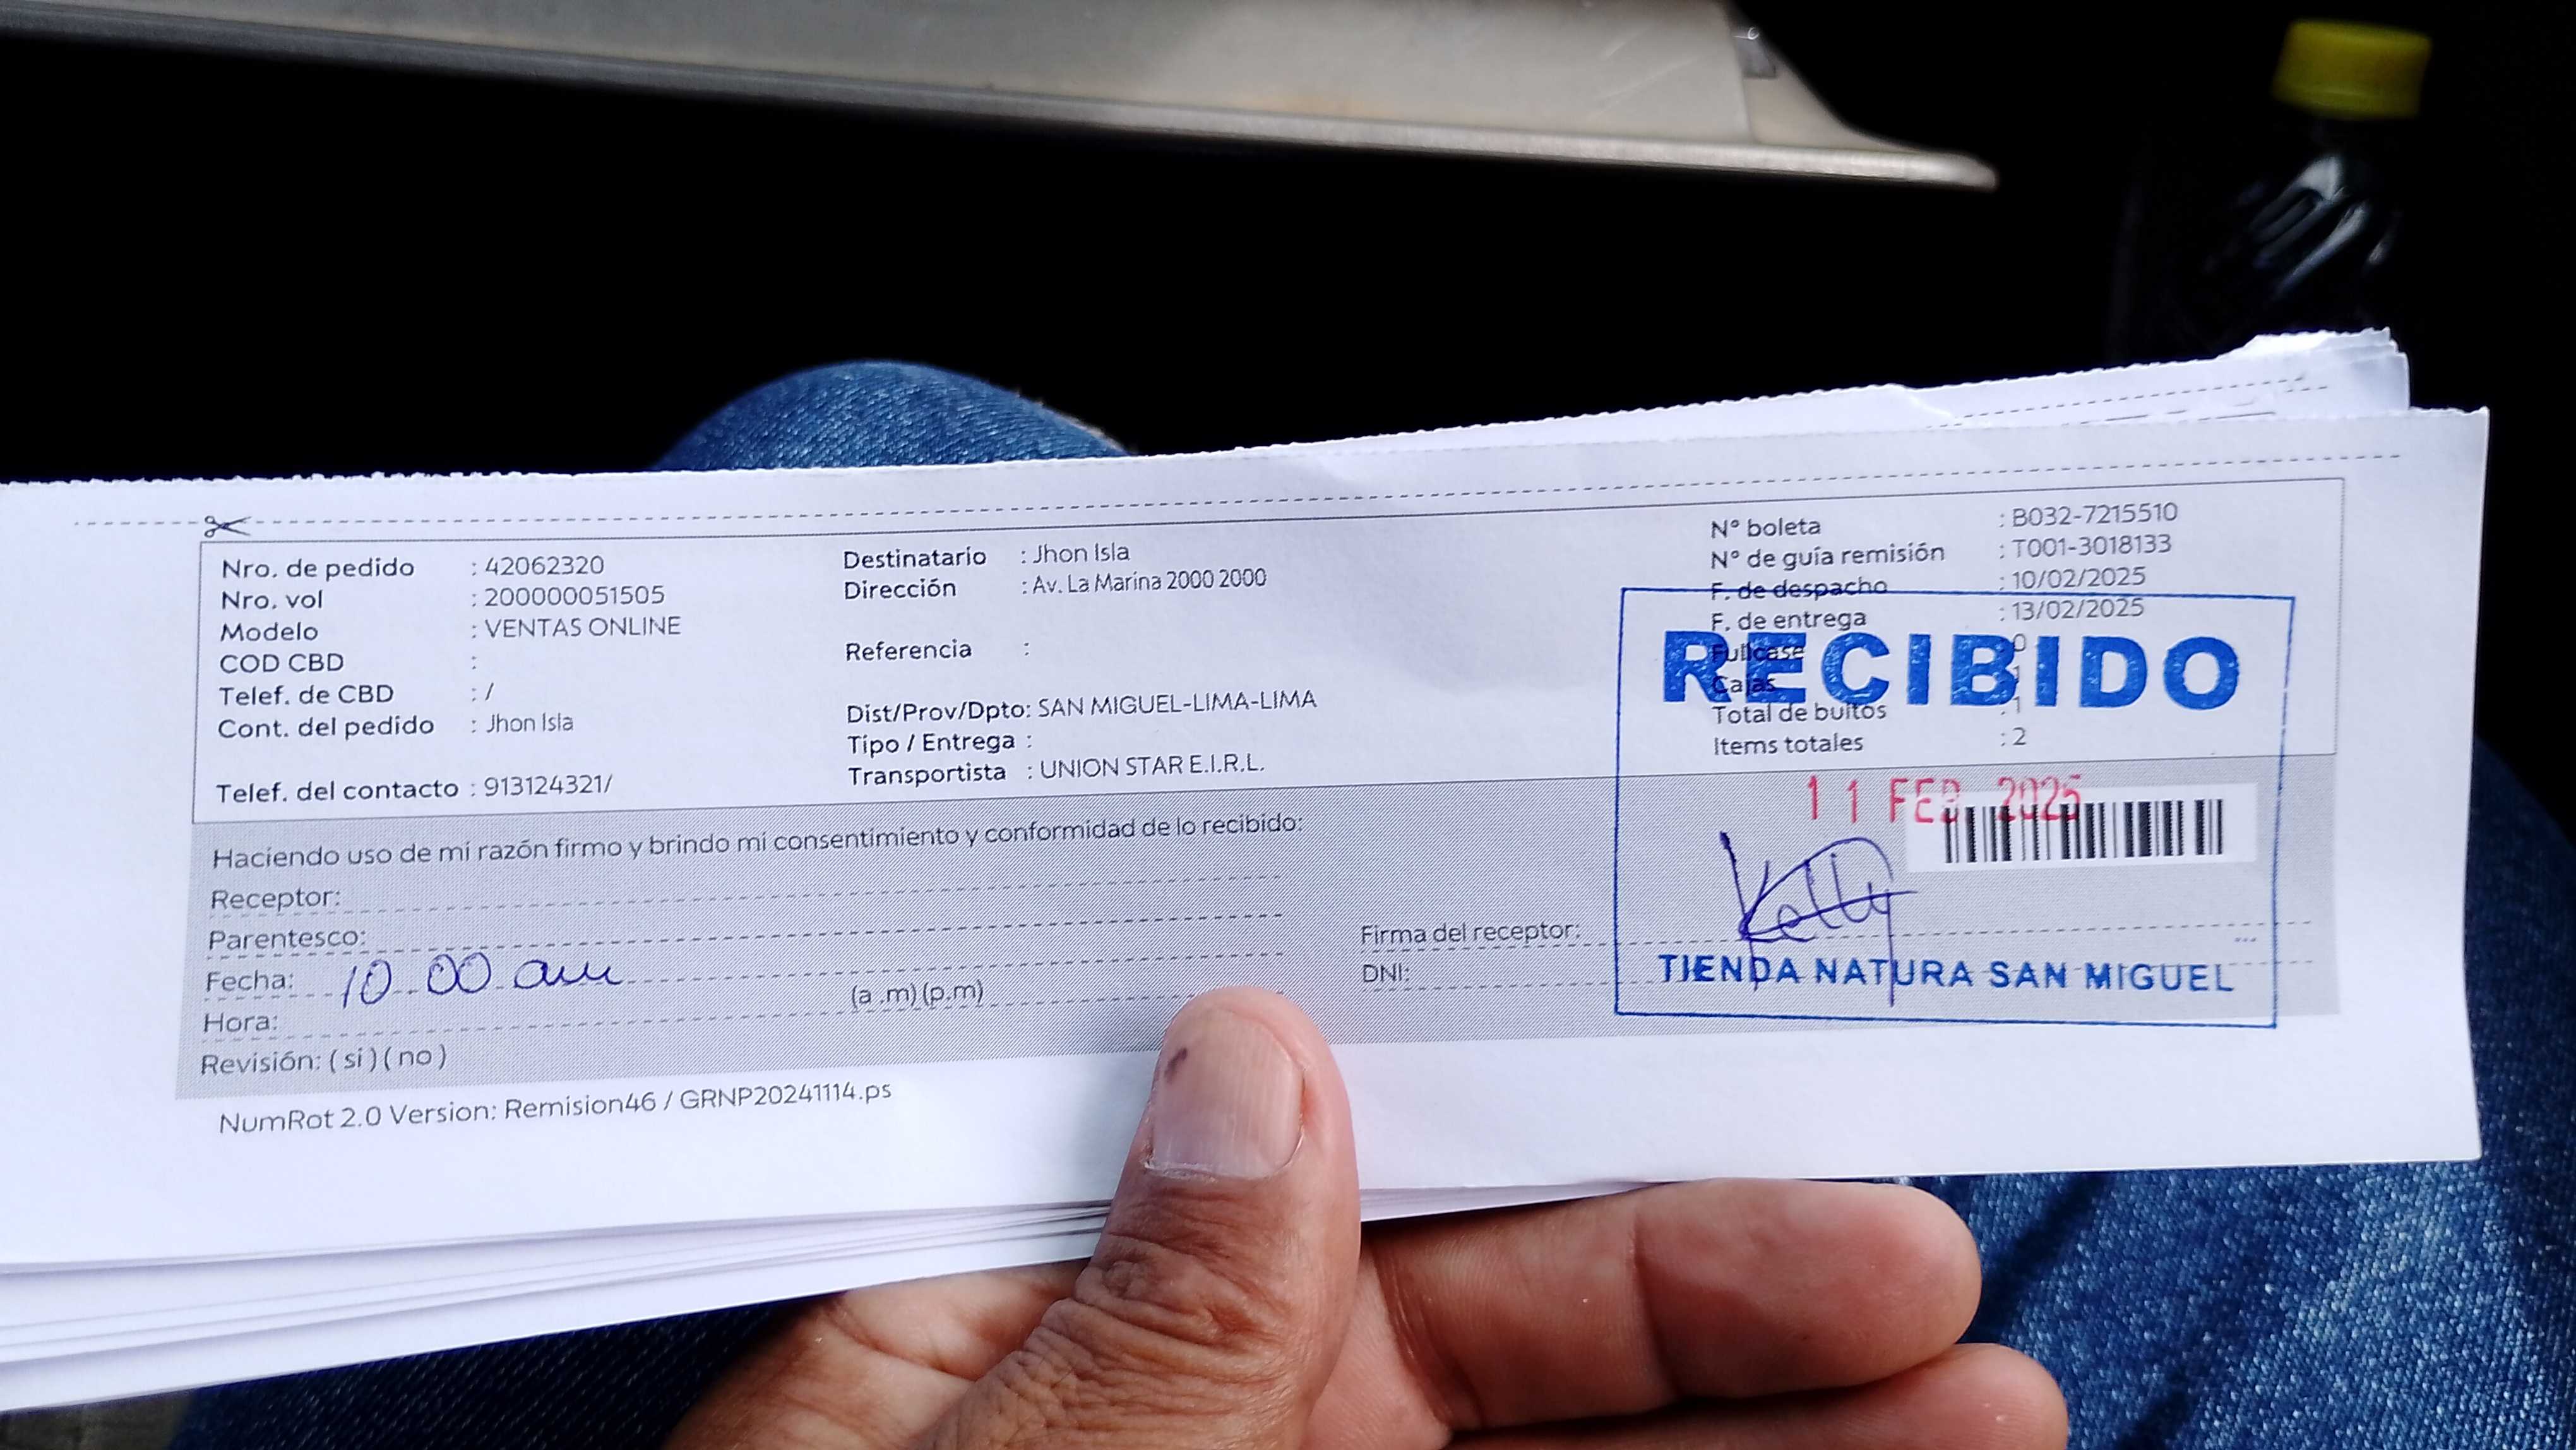 Nro. de pedido : 42062320
Nro. vol : 200000051505
Modelo : VENTAS ONLINE
COD CBD :
Telef. de CBD : /
Cont. del pedido : Jhon Isla
Telef. del contacto : 913124321/
Destinatario : Jhon Isla
Dirección : Av. La Marina 2000 2000
Referencia :
Dist/Prov/Dpto: SAN MIGUEL-LIMA-LIMA
Tipo / Entrega :
Transportista : UNION STAR E.I.R.L.
N° boleta : B032-7215510
N° de guía remisión : T001-3018133
F. de despacho : 10/02/2025
F. de entrega : 13/02/2025
Fullcase : 0
Cajas : 1
Total de bultos : 1
Items totales : 2
RECIBIDO
11 FEB 2025
Kelly
TIENDA NATURA SAN MIGUEL
Haciendo uso de mi razón firmo y brindo mi consentimiento y conformidad de lo recibido:
Receptor:
Parentesco:
Fecha: 10 00 am
Hora: (a .m) (p.m)
Revisión: ( si ) ( no )
Firma del receptor:
DNI:
NumRot 2.0 Version: Remision46 / GRNP20241114.ps